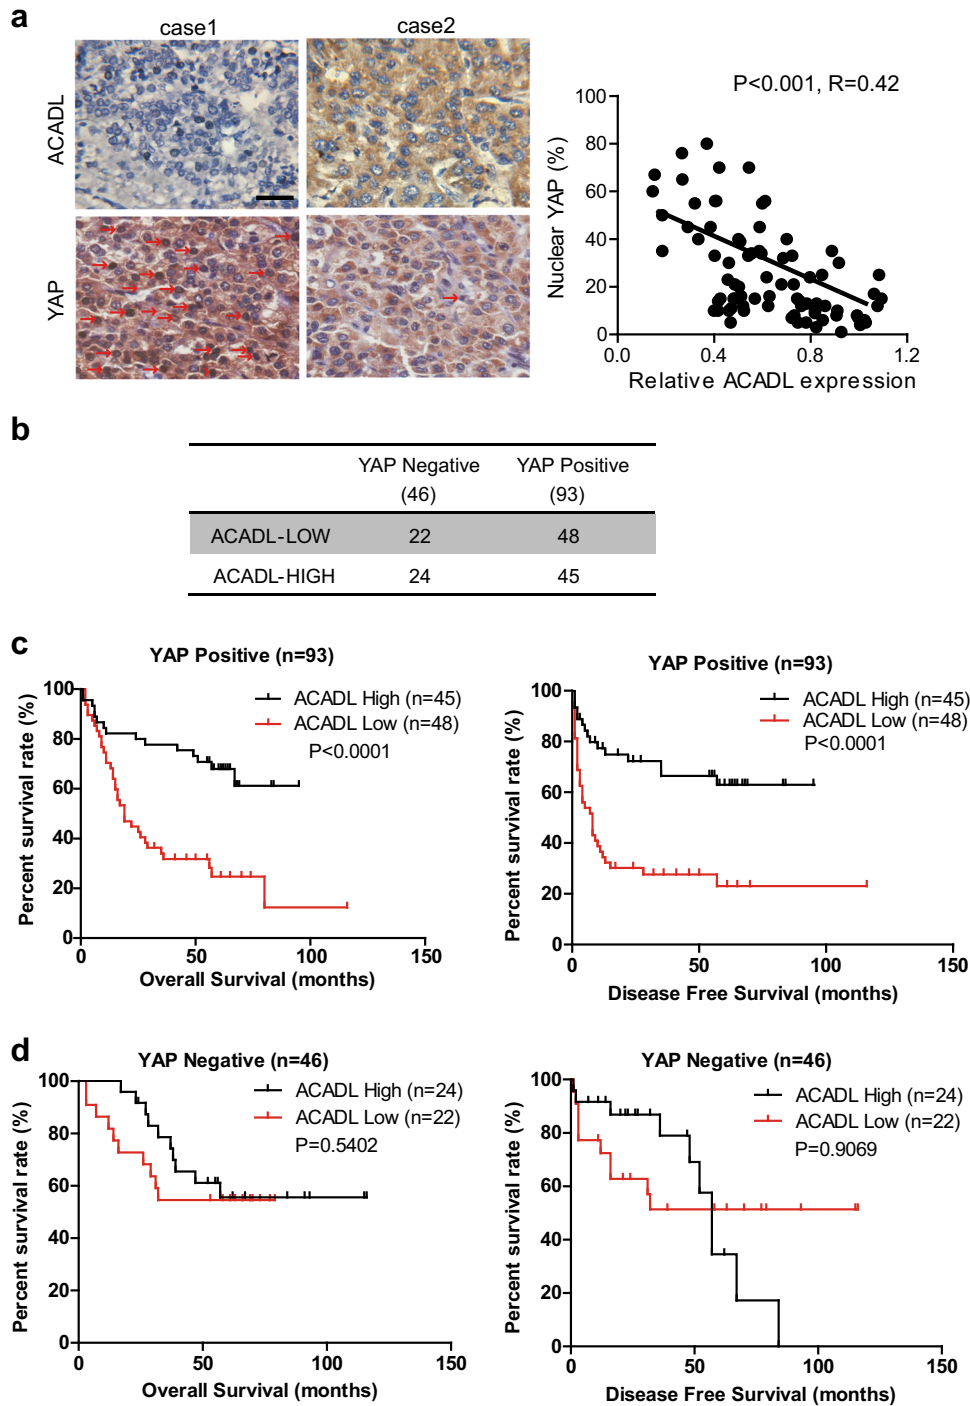 a
case1
case2
ACADL
YAP
P<0.001, R=0.42
Nuclear YAP (%)
100
80
60
40
20
0
0.0
0.4
0.8
1.2
Relative ACADL expression
b
YAP Negative
(46)
YAP Positive
(93)
ACADL-LOW 22 48
ACADL-HIGH 24 45
c
YAP Positive (n=93)
ACADL High (n=45)
ACADL Low (n=48)
P<0.0001
Percent survival rate (%)
100
80
60
40
20
0
0
50
100
150
Overall Survival (months)
YAP Positive (n=93)
ACADL High (n=45)
ACADL Low (n=48)
P<0.0001
Percent survival rate (%)
100
80
60
40
20
0
0
50
100
150
Disease Free Survival (months)
d
YAP Negative (n=46)
ACADL High (n=24)
ACADL Low (n=22)
P=0.5402
Percent survival rate (%)
100
80
60
40
20
0
0
50
100
150
Overall Survival (months)
YAP Negative (n=46)
ACADL High (n=24)
ACADL Low (n=22)
P=0.9069
Percent survival rate (%)
100
80
60
40
20
0
0
50
100
150
Disease Free Survival (months)